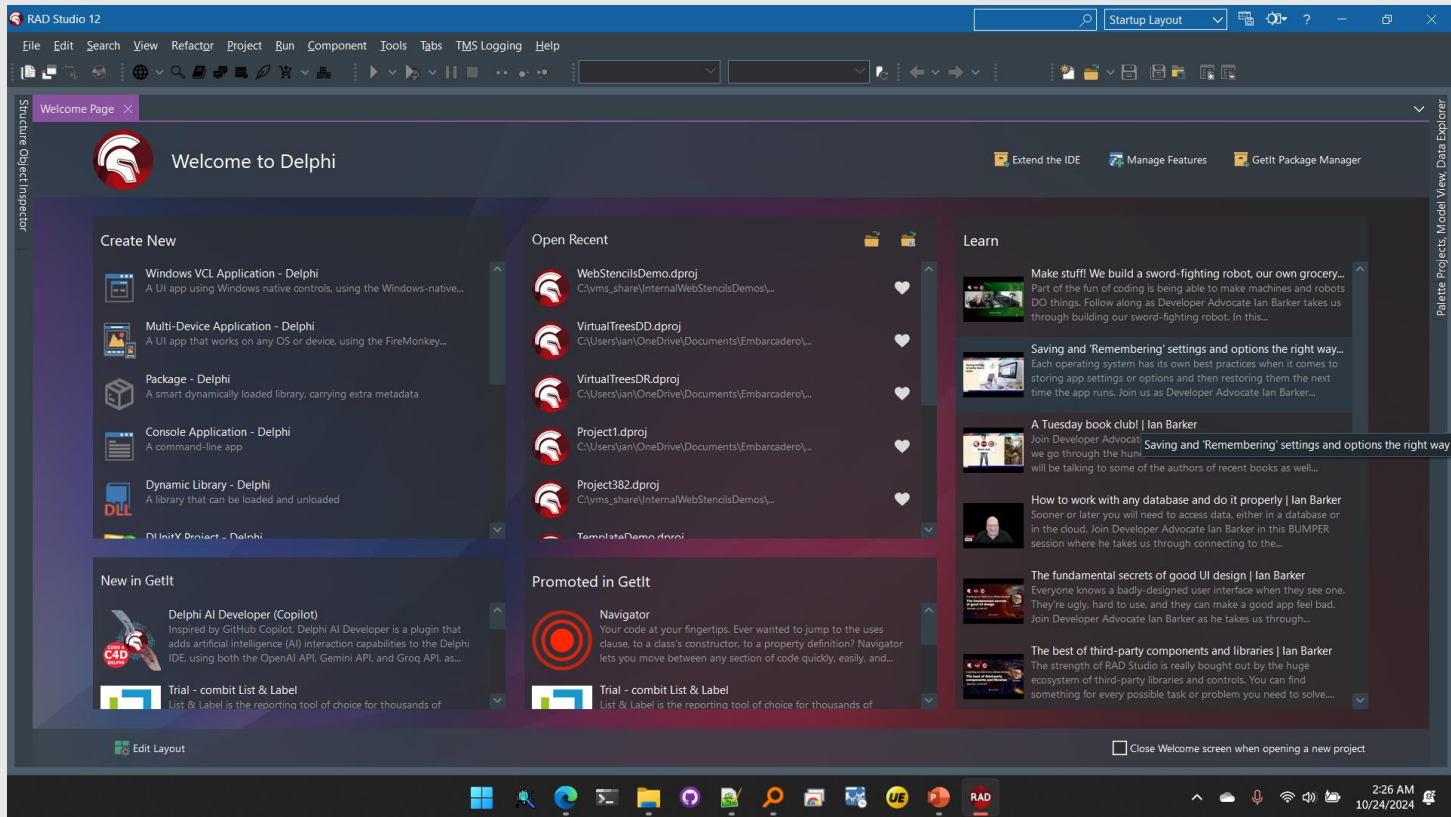 RAD Studio 12
Startup Layout
?
File Edit Search View Refactor Project Run Component Tools Tabs TMS Logging Help
Structure Object Inspector
Welcome Page
Palette Projects, Model View, Data Explorer
Welcome to Delphi
Extend the IDE
Manage Features
GetIt Package Manager
Create New
Windows VCL Application - Delphi
A UI app using Windows native controls, using the Windows-native...
Multi-Device Application - Delphi
A UI app that works on any OS or device, using the FireMonkey...
Package - Delphi
A smart dynamically loaded library, carrying extra metadata
Console Application - Delphi
A command-line app
DLL
Dynamic Library - Delphi
A library that can be loaded and unloaded
DUnitX Project - Delphi
Open Recent
WebStencilsDemo.dproj
C:\vms_share\InternalWebStencilsDemos\...
VirtualTreesDD.dproj
C:\Users\ian\OneDrive\Documents\Embarcadero\...
VirtualTreesDR.dproj
C:\Users\ian\OneDrive\Documents\Embarcadero\...
Project1.dproj
C:\Users\ian\OneDrive\Documents\Embarcadero\...
Project382.dproj
C:\vms_share\InternalWebStencilsDemos\...
TemplateDemo.dproj
Learn
Make stuff! We build a sword-fighting robot, our own grocery...
Part of the fun of coding is being able to make machines and robots
DO things. Follow along as Developer Advocate Ian Barker takes us
through building our sword-fighting robot. In this...
Saving and 'Remembering' settings and options the right way...
Each operating system has its own best practices when it comes to
storing app settings or options and then restoring them the next
time the app runs. Join us as Developer Advocate Ian Barker...
A Tuesday book club! | Ian Barker
Join Developer Advocat
Saving and 'Remembering' settings and options the right way
we go through the hun
will be talking to some of the authors of recent books as well...
How to work with any database and do it properly | Ian Barker
Sooner or later you will need to access data, either in a database or
in the cloud. Join Developer Advocate Ian Barker in this BUMPER
session where he takes us through connecting to the...
The fundamental secrets of good UI design | Ian Barker
Everyone knows a badly-designed user interface when they see one.
They're ugly, hard to use, and they can make a good app feel bad.
Join Developer Advocate Ian Barker as he takes us through...
The best of third-party components and libraries | Ian Barker
The strength of RAD Studio is really bought out by the huge
ecosystem of third-party libraries and controls. You can find
something for every possible task or problem you need to solve....
New in GetIt
CODE 4
C4D
DELPHI
Delphi AI Developer (Copilot)
Inspired by GitHub Copilot, Delphi AI Developer is a plugin that
adds artificial intelligence (AI) interaction capabilities to the Delphi
IDE, using both the OpenAI API, Gemini API, and Groq API, as...
Trial - combit List & Label
List & Label is the reporting tool of choice for thousands of
Promoted in GetIt
Navigator
Your code at your fingertips. Ever wanted to jump to the uses
clause, to a class's constructor, to a property definition? Navigator
lets you move between any section of code quickly, easily, and...
Trial - combit List & Label
List & Label is the reporting tool of choice for thousands of
Edit Layout
Close Welcome screen when opening a new project
UE
P
RAD
2:26 AM
10/24/2024